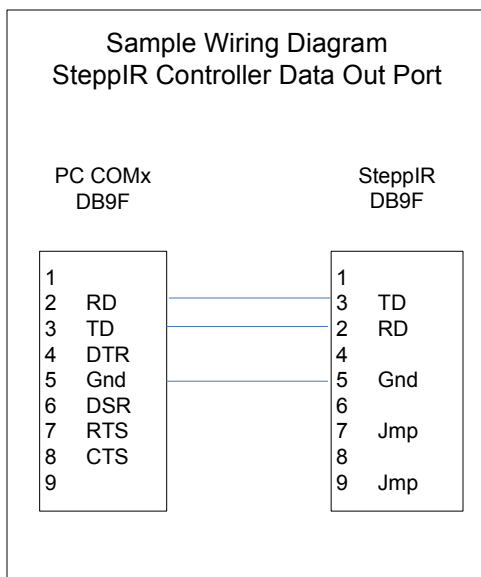 Sample Wiring Diagram
SteppIR Controller Data Out Port
PC COMx
DB9F
SteppIR
DB9F
1
2 RD
3 TD
4 DTR
5 Gnd
6 DSR
7 RTS
8 CTS
9
1
3 TD
2 RD
4
5 Gnd
6
7 Jmp
8
9 Jmp